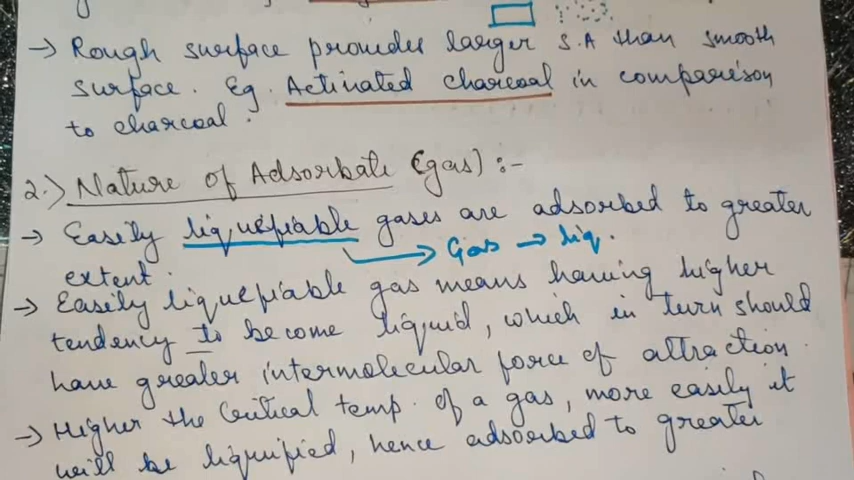 → Rough surface provides larger S.A than smooth
surface. Eg. Activated charcoal in comparison
to charcoal.
2.) Nature of Adsorbate (gas) :-
→ Easily liquefiable gases are adsorbed to greater
extent.
→ Gas → liq.
→ Easily liquefiable gas means having higher
tendency to become liquid, which in turn should
have greater intermolecular force of attraction.
→ Higher the Critical temp. of a gas, more easily it
will be liquified, hence adsorbed to greater